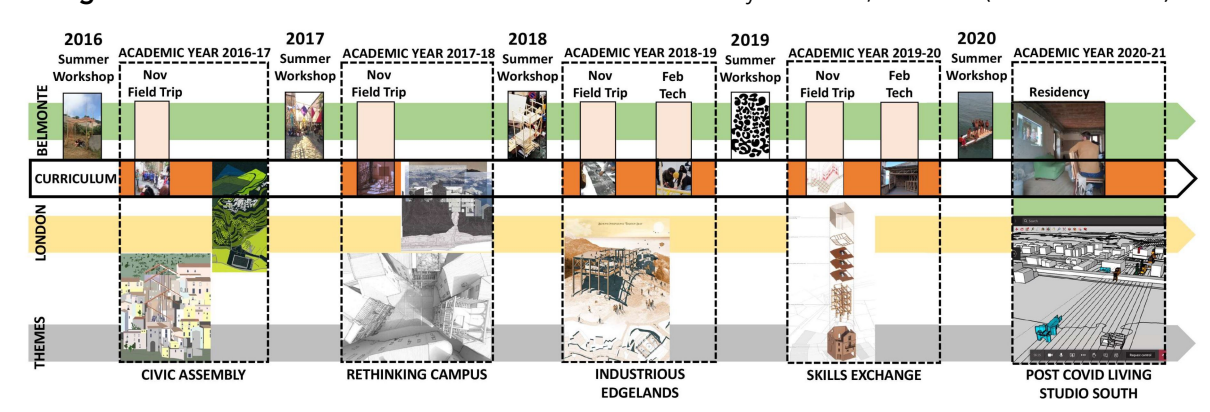 2016
Summer
Workshop
ACADEMIC YEAR 2016-17
Nov
Field Trip
2017
Summer
Workshop
ACADEMIC YEAR 2017-18
Nov
Field Trip
2018
Summer
Workshop
ACADEMIC YEAR 2018-19
Nov
Field Trip
Feb
Tech
2019
Summer
Workshop
ACADEMIC YEAR 2019-20
Nov
Field Trip
Feb
Tech
2020
Summer
Workshop
ACADEMIC YEAR 2020-21
Residency
BELMONTE
CURRICULUM
LONDON
THEMES
CIVIC ASSEMBLY
RETHINKING CAMPUS
INDUSTRIOUS
EDGELANDS
SKILLS EXCHANGE
POST COVID LIVING
STUDIO SOUTH